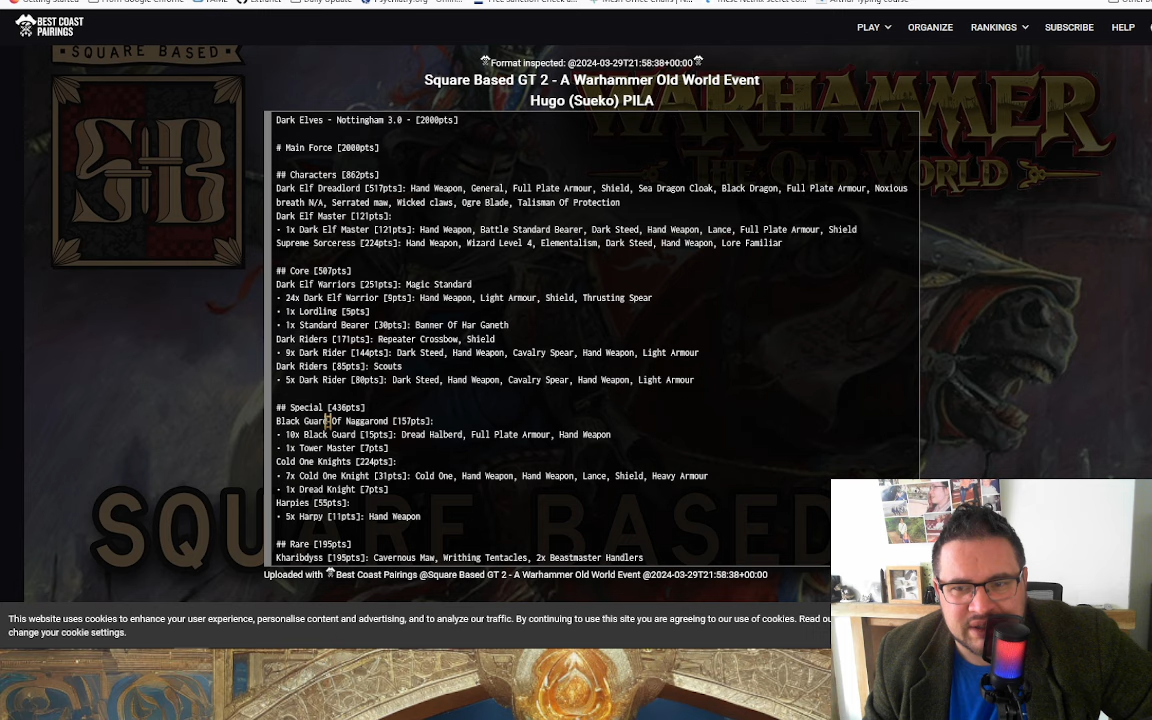 Getting Started
From Google Chrome
Extranet
Daily Update
BEST COAST
PAIRINGS
PLAY
ORGANIZE
RANKINGS
SUBSCRIBE
HELP
SQUARE BASED
SB
WARHAMMER
THE OLD WORLD
Format inspected: @2024-03-29T21:58:38+00:00
Square Based GT 2 - A Warhammer Old World Event
Hugo (Sueko) PILA
Dark Elves - Nottingham 3.0 - [2000pts]
# Main Force [2000pts]
## Characters [862pts]
Dark Elf Dreadlord [517pts]: Hand Weapon, General, Full Plate Armour, Shield, Sea Dragon Cloak, Black Dragon, Full Plate Armour, Noxious
breath N/A, Serrated maw, Wicked claws, Ogre Blade, Talisman Of Protection
Dark Elf Master [121pts]:
• 1x Dark Elf Master [121pts]: Hand Weapon, Battle Standard Bearer, Dark Steed, Hand Weapon, Lance, Full Plate Armour, Shield
Supreme Sorceress [224pts]: Hand Weapon, Wizard Level 4, Elementalism, Dark Steed, Hand Weapon, Lore Familiar
## Core [507pts]
Dark Elf Warriors [251pts]: Magic Standard
• 24x Dark Elf Warrior [9pts]: Hand Weapon, Light Armour, Shield, Thrusting Spear
• 1x Lordling [5pts]
• 1x Standard Bearer [30pts]: Banner Of Har Ganeth
Dark Riders [171pts]: Repeater Crossbow, Shield
• 9x Dark Rider [144pts]: Dark Steed, Hand Weapon, Cavalry Spear, Hand Weapon, Light Armour
Dark Riders [85pts]: Scouts
• 5x Dark Rider [80pts]: Dark Steed, Hand Weapon, Cavalry Spear, Hand Weapon, Light Armour
## Special [436pts]
Black Guard Of Naggarond [157pts]:
• 10x Black Guard [15pts]: Dread Halberd, Full Plate Armour, Hand Weapon
• 1x Tower Master [7pts]
Cold One Knights [224pts]:
• 7x Cold One Knight [31pts]: Cold One, Hand Weapon, Hand Weapon, Lance, Shield, Heavy Armour
• 1x Dread Knight [7pts]
Harpies [55pts]:
• 5x Harpy [11pts]: Hand Weapon
## Rare [195pts]
Kharibdyss [195pts]: Cavernous Maw, Writhing Tentacles, 2x Beastmaster Handlers
SQUARE BASED
Uploaded with Best Coast Pairings @Square Based GT 2 - A Warhammer Old World Event @2024-03-29T21:58:38+00:00
This website uses cookies to enhance your user experience, personalise content and advertising, and to analyze our traffic. By continuing to use this site you are agreeing to our use of cookies. Read
change your cookie settings.